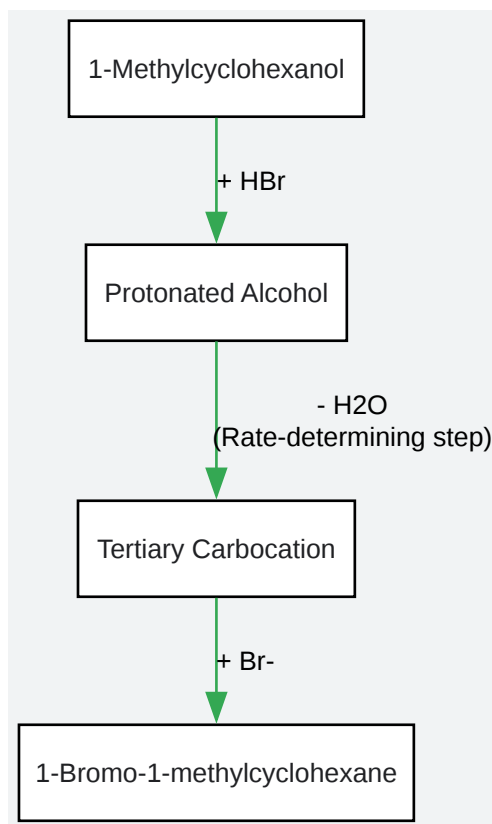 1-Methylcyclohexanol
+ HBr
Protonated Alcohol
- H2O
(Rate-determining step)
Tertiary Carbocation
+ Br-
1-Bromo-1-methylcyclohexane